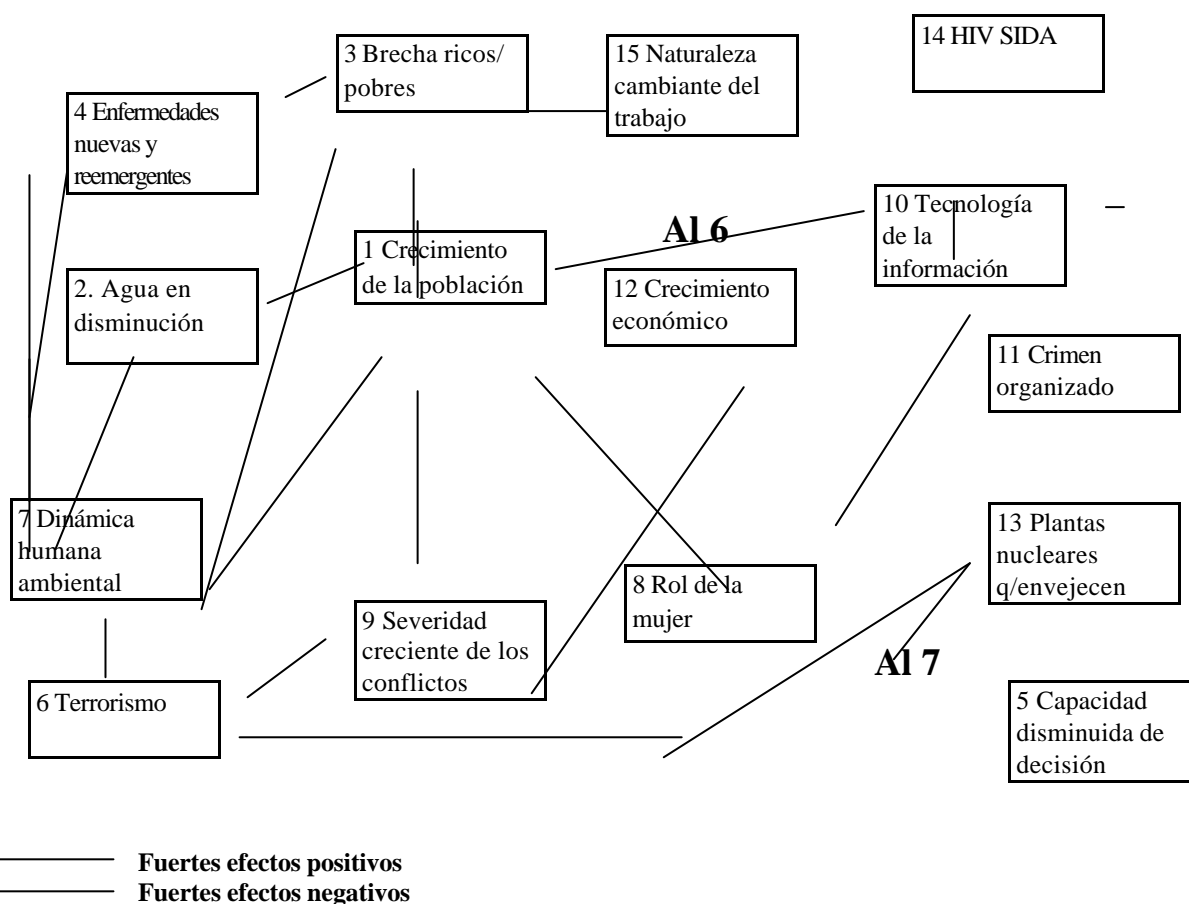 3 Brecha ricos/
pobres
15 Naturaleza
cambiante del
trabajo
14 HIV SIDA
4 Enfermedades
nuevas y
reemergentes
10 Tecnología
de la
información
Al 6
1 Crecimiento
de la población
2. Agua en
disminución
12 Crecimiento
económico
11 Crimen
organizado
7 Dinámica
humana
ambiental
13 Plantas
nucleares
q/envejecen
8 Rol de la
mujer
9 Severidad
creciente de los
conflictos
Al 7
6 Terrorismo
5 Capacidad
disminuida de
decisión
Fuertes efectos positivos
Fuertes efectos negativos